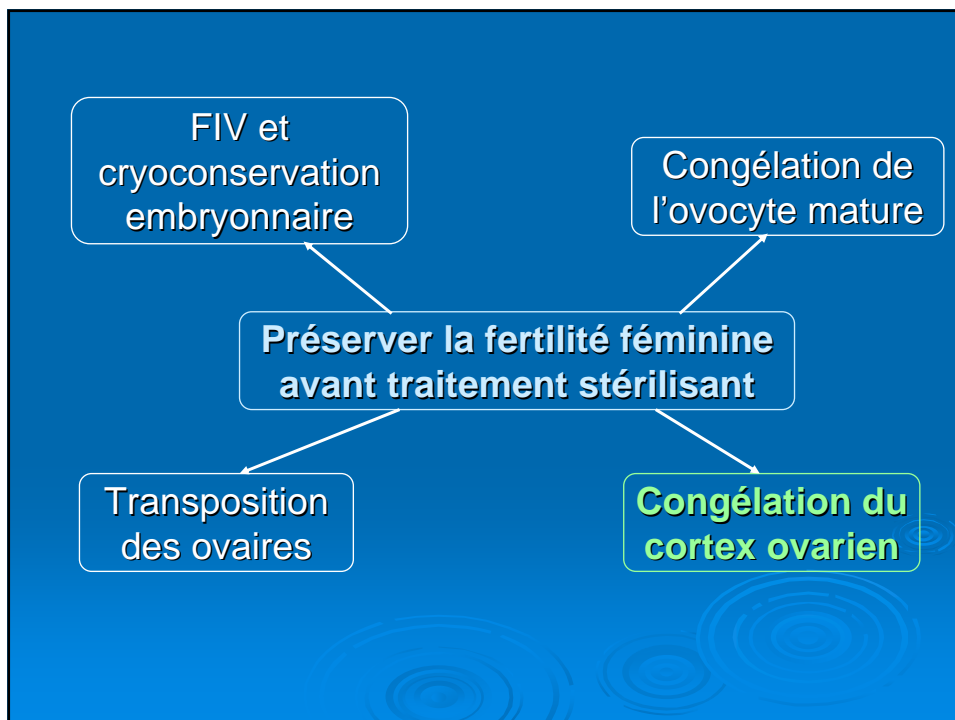 FIV et
cryoconservation
embryonnaire
Congélation de
l’ovocyte mature
Préserver la fertilité féminine
avant traitement stérilisant
Transposition
des ovaires
Congélation du
cortex ovarien